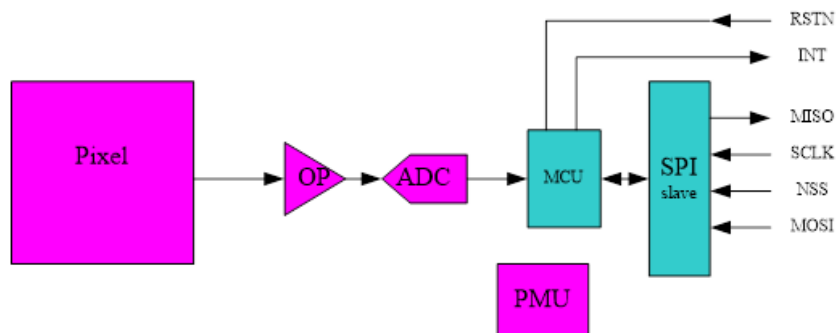 RSTN
INT
Pixel
OP
ADC
MCU
SPI
slave
MISO
SCLK
NSS
MOSI
PMU